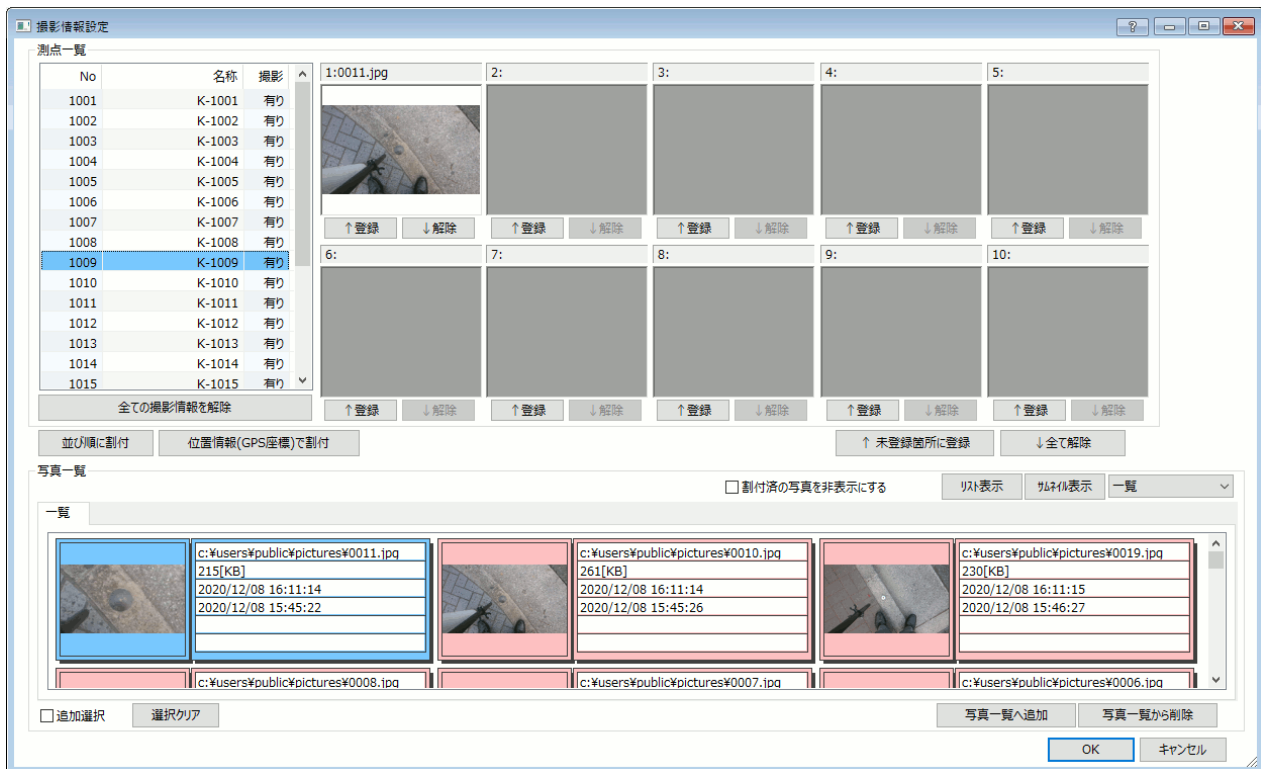 撮影情報設定
測点一覧
No 名称 撮影
1001 K-1001 有り
1002 K-1002 有り
1003 K-1003 有り
1004 K-1004 有り
1005 K-1005 有り
1006 K-1006 有り
1007 K-1007 有り
1008 K-1008 有り
1009 K-1009 有り
1010 K-1010 有り
1011 K-1011 有り
1012 K-1012 有り
1013 K-1013 有り
1014 K-1014 有り
1015 K-1015 有り
全ての撮影情報を解除
1:0011.jpg 2: 3: 4: 5:
↑登録 ↓解除 ↑登録 ↓解除 ↑登録 ↓解除 ↑登録 ↓解除 ↑登録 ↓解除
6: 7: 8: 9: 10:
↑登録 ↓解除 ↑登録 ↓解除 ↑登録 ↓解除 ↑登録 ↓解除 ↑登録 ↓解除
並び順に割付 位置情報(GPS座標)で割付 ↑ 未登録箇所に登録 ↓全て解除
写真一覧
割付済の写真を非表示にする リスト表示 サムネイル表示 一覧
一覧
c:¥users¥public¥pictures¥0011.jpg
215[KB]
2020/12/08 16:11:14
2020/12/08 15:45:22
c:¥users¥public¥pictures¥0010.jpg
261[KB]
2020/12/08 16:11:14
2020/12/08 15:45:26
c:¥users¥public¥pictures¥0019.jpg
230[KB]
2020/12/08 16:11:15
2020/12/08 15:46:27
c:¥users¥public¥pictures¥0008.jpg
c:¥users¥public¥pictures¥0007.jpg
c:¥users¥public¥pictures¥0006.jpg
追加選択 選択クリア 写真一覧へ追加 写真一覧から削除
OK キャンセル